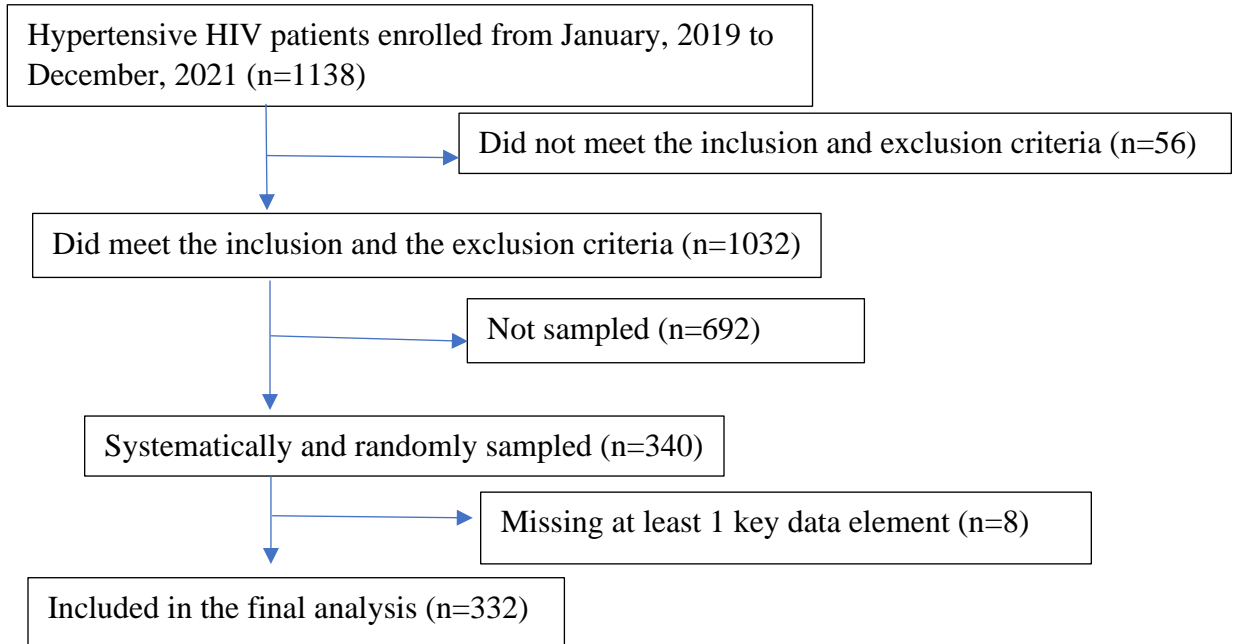 Hypertensive HIV patients enrolled from January, 2019 to
December, 2021 (n=1138)
Did not meet the inclusion and exclusion criteria (n=56)
Did meet the inclusion and the exclusion criteria (n=1032)
Not sampled (n=692)
Systematically and randomly sampled (n=340)
Missing at least 1 key data element (n=8)
Included in the final analysis (n=332)